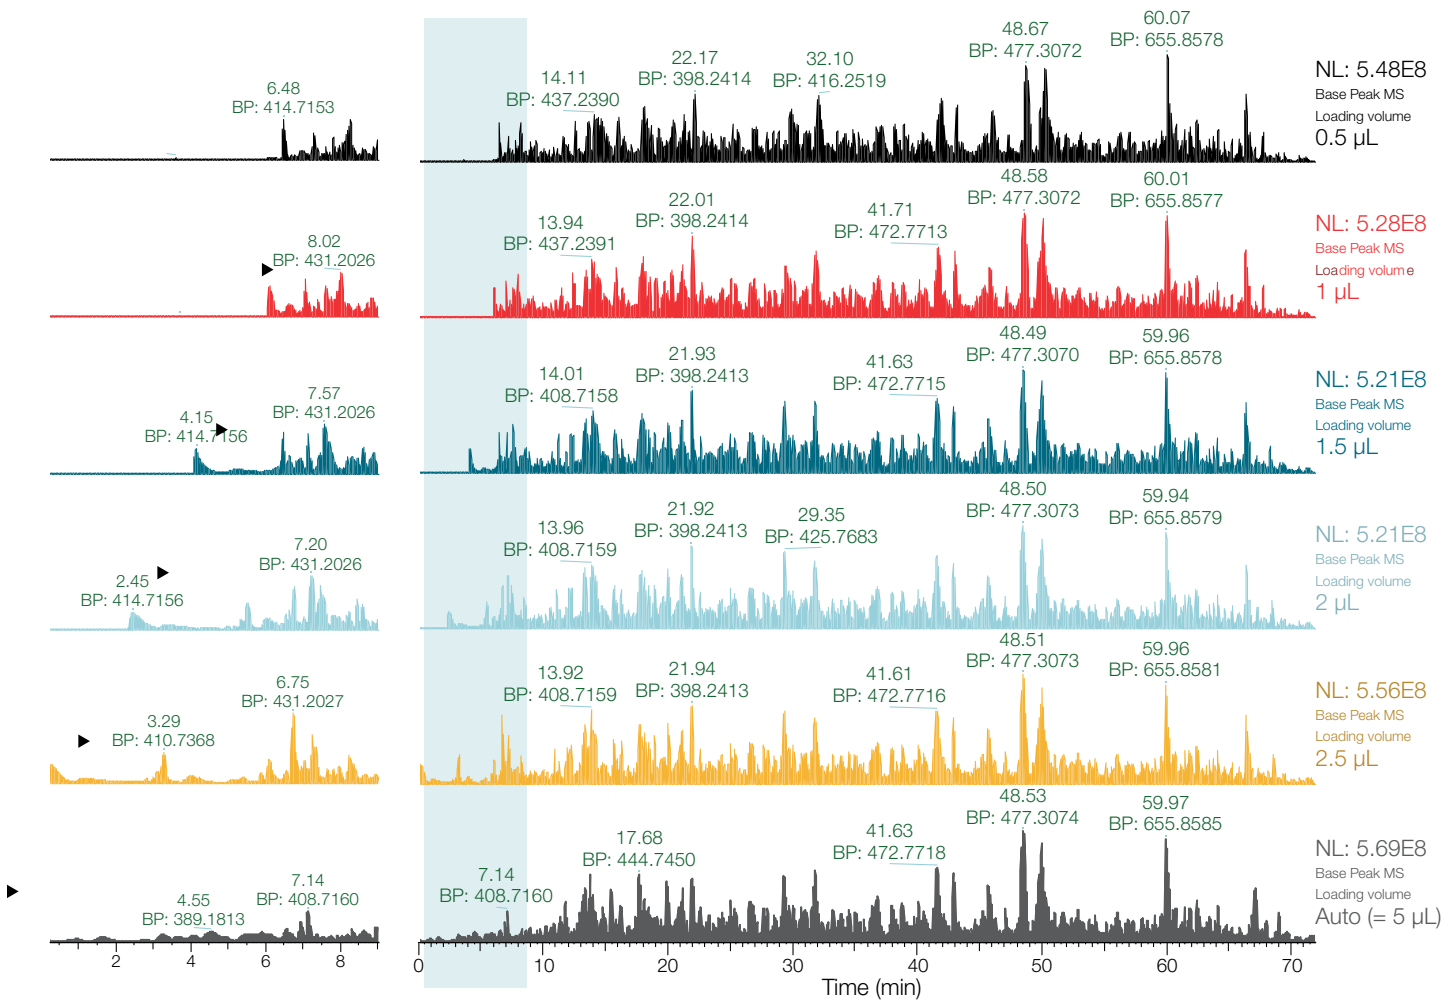 6.48
BP: 414.7153
14.11
BP: 437.2390
22.17
BP: 398.2414
32.10
BP: 416.2519
48.67
BP: 477.3072
60.07
BP: 655.8578
NL: 5.48E8
Base Peak MS
Loading volume
0.5 µL
8.02
BP: 431.2026
13.94
BP: 437.2391
22.01
BP: 398.2414
41.71
BP: 472.7713
48.58
BP: 477.3072
60.01
BP: 655.8577
NL: 5.28E8
Base Peak MS
Loading volume
1 µL
4.15
BP: 414.7156
7.57
BP: 431.2026
14.01
BP: 408.7158
21.93
BP: 398.2413
41.63
BP: 472.7715
48.49
BP: 477.3070
59.96
BP: 655.8578
NL: 5.21E8
Base Peak MS
Loading volume
1.5 µL
2.45
BP: 414.7156
7.20
BP: 431.2026
13.96
BP: 408.7159
21.92
BP: 398.2413
29.35
BP: 425.7683
48.50
BP: 477.3073
59.94
BP: 655.8579
NL: 5.21E8
Base Peak MS
Loading volume
2 µL
3.29
BP: 410.7368
6.75
BP: 431.2027
13.92
BP: 408.7159
21.94
BP: 398.2413
41.61
BP: 472.7716
48.51
BP: 477.3073
59.96
BP: 655.8581
NL: 5.56E8
Base Peak MS
Loading volume
2.5 µL
4.55
BP: 389.1813
7.14
BP: 408.7160
7.14
BP: 408.7160
17.68
BP: 444.7450
41.63
BP: 472.7718
48.53
BP: 477.3074
59.97
BP: 655.8585
NL: 5.69E8
Base Peak MS
Loading volume
Auto (= 5 µL)
2 4 6 8
0 10 20 30 40 50 60 70
Time (min)